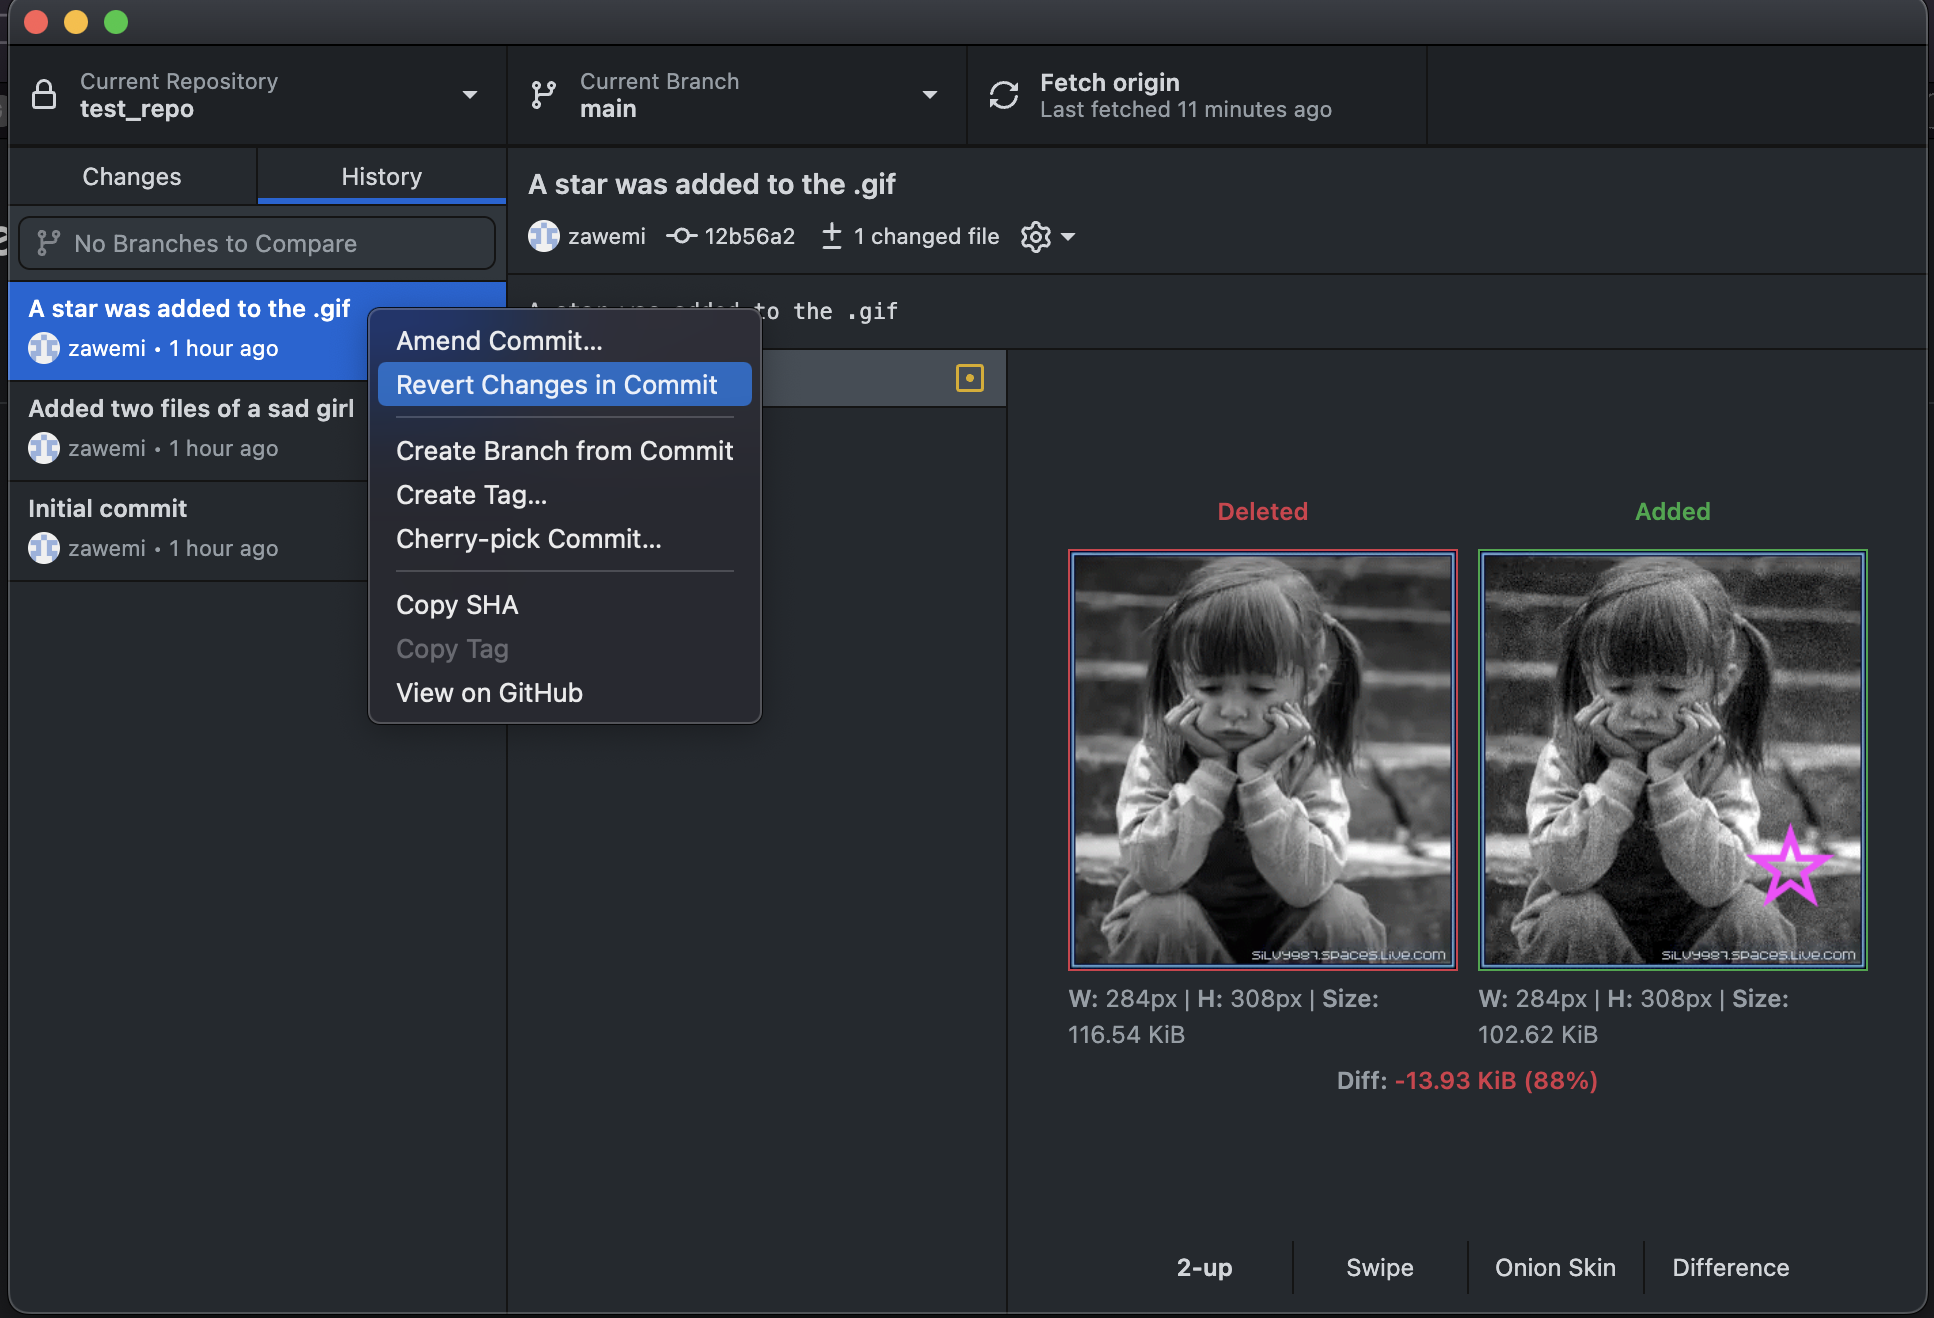 Current Repository
test_repo
Current Branch
main
Fetch origin
Last fetched 11 minutes ago
Changes
History
No Branches to Compare
A star was added to the .gif
zawemi • 1 hour ago
Added two files of a sad girl
zawemi • 1 hour ago
Initial commit
zawemi • 1 hour ago
A star was added to the .gif
zawemi 12b56a2 1 changed file
A star was added to the .gif
Amend Commit...
Revert Changes in Commit
Create Branch from Commit
Create Tag...
Cherry-pick Commit...
Copy SHA
Copy Tag
View on GitHub
Deleted
Added
silvy987.spaces.live.com
silvy987.spaces.live.com
W: 284px | H: 308px | Size:
116.54 KiB
W: 284px | H: 308px | Size:
102.62 KiB
Diff: -13.93 KiB (88%)
2-up
Swipe
Onion Skin
Difference